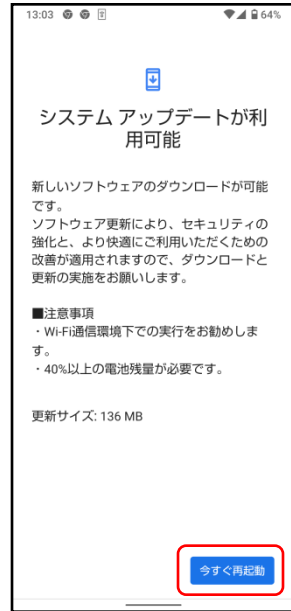 13:03 64%
システム アップデートが利
用可能
新しいソフトウェアのダウンロードが可能
です。
ソフトウェア更新により、セキュリティの
強化と、より快適にご利用いただくための
改善が適用されますので、ダウンロードと
更新の実施をお願いします。
■注意事項
・Wi-Fi通信環境下での実行をお勧めしま
す。
・40%以上の電池残量が必要です。
更新サイズ: 136 MB
今すぐ再起動